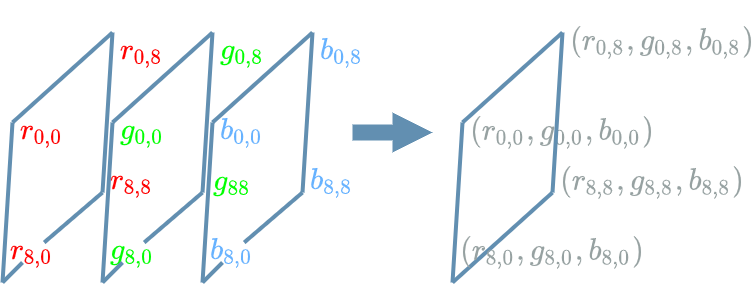 r_{0,8} g_{0,8} b_{0,8} (r_{0,8}, g_{0,8}, b_{0,8})
r_{0,0} g_{0,0} b_{0,0} (r_{0,0}, g_{0,0}, b_{0,0})
r_{8,8} g_{88} b_{8,8} (r_{8,8}, g_{8,8}, b_{8,8})
r_{8,0} g_{8,0} b_{8,0} (r_{8,0}, g_{8,0}, b_{8,0})